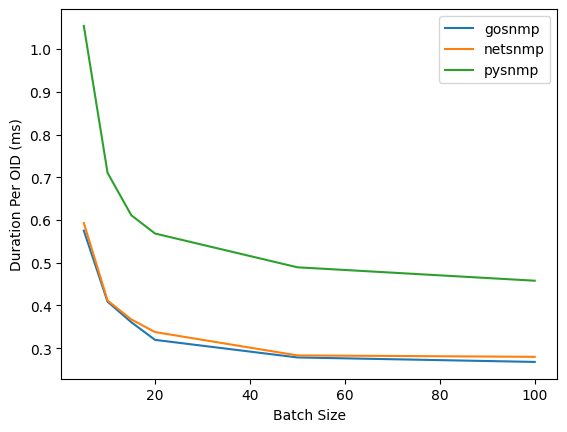 gosnmp
netsnmp
pysnmp
1.0
0.9
0.8
0.7
0.6
0.5
0.4
0.3
Duration Per OID (ms)
20 40 60 80 100
Batch Size